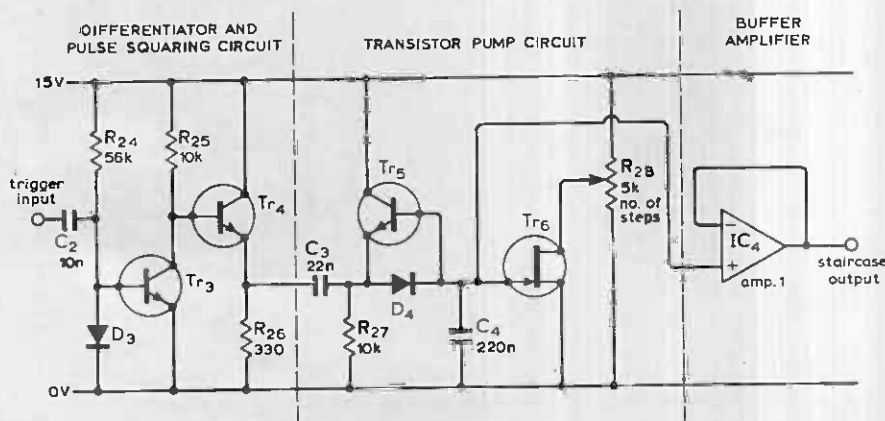 DIFFERENTIATOR AND
PULSE SQUARING CIRCUIT
TRANSISTOR PUMP CIRCUIT
BUFFER
AMPLIFIER
15V
R24
56k
R25
10k
trigger
input
C2
10n
Tr3
Tr4
D3
R26
330
C3
22n
R27
10k
Tr5
D4
C4
220n
Tr6
R28
5k
no. of
steps
−
IC4
+
amp.1
staircase
output
0V